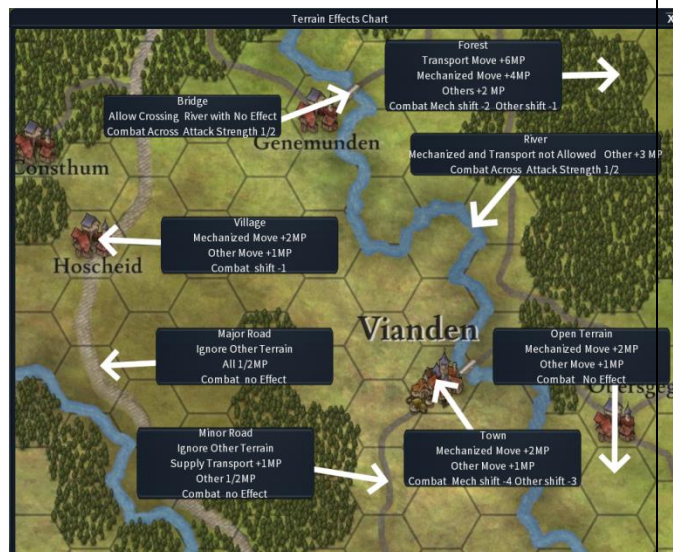 Terrain Effects Chart
X
Forest
Transport Move +6MP
Mechanized Move +4MP
Others +2 MP
Combat Mech shift -2 Other shift -1
Bridge
Allow Crossing River with No Effect
Combat Across Attack Strength 1/2
Genemunden
Consthum
River
Mechanized and Transport not Allowed Other +3 MP
Combat Across Attack Strength 1/2
Village
Mechanized Move +2MP
Other Move +1MP
Combat shift -1
Hoscheid
Vianden
Major Road
Ignore Other Terrain
All 1/2MP
Combat no Effect
Open Terrain
Mechanized Move +2MP
Other Move +1MP
Combat No Effect
Minor Road
Ignore Other Terrain
Supply Transport +1MP
Other 1/2MP
Combat no Effect
Town
Mechanized Move +2MP
Other Move +1MP
Combat Mech shift -4 Other shift -3